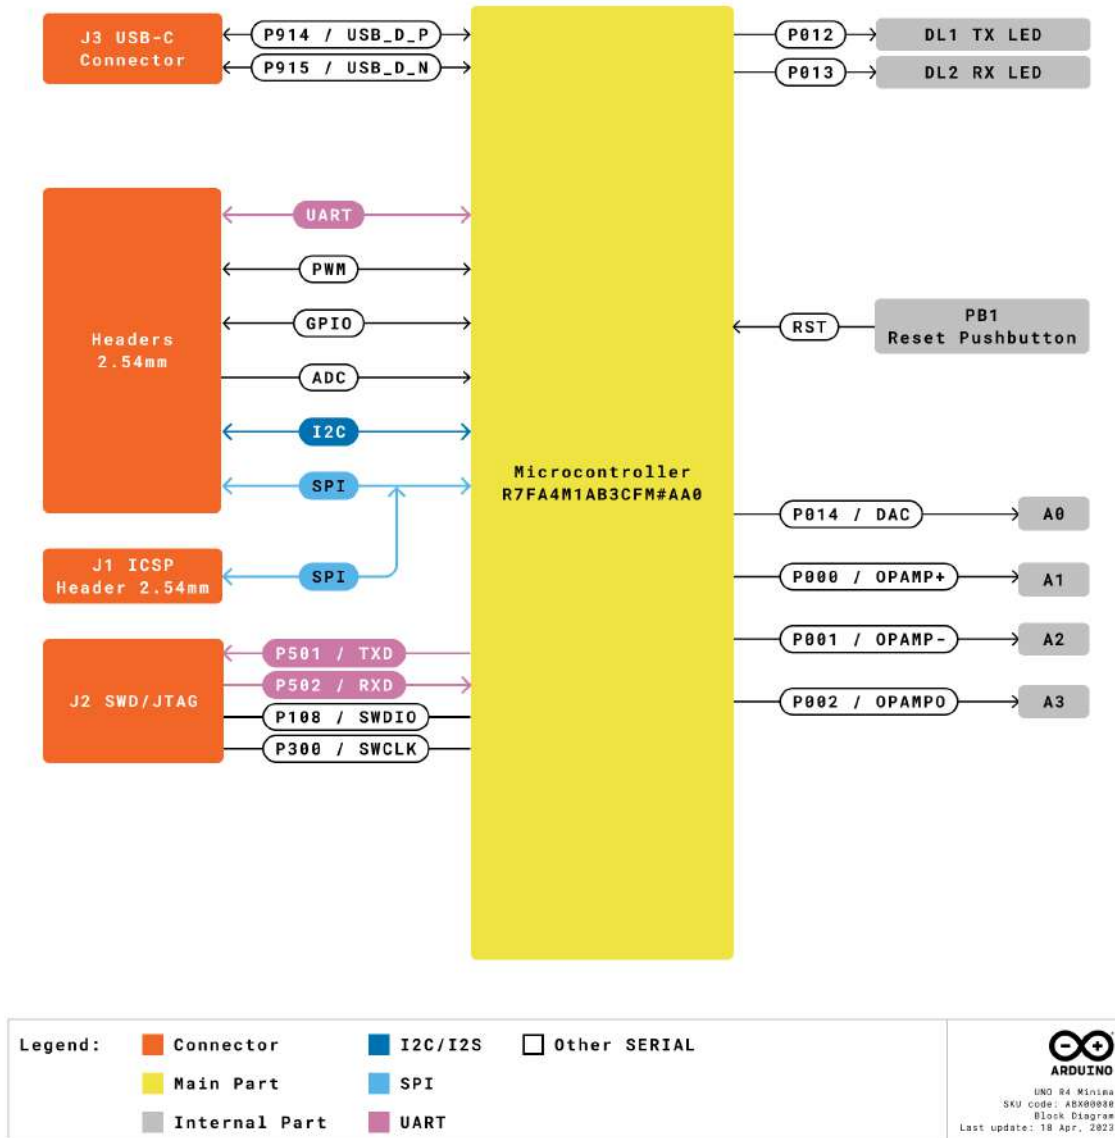 J3 USB-C
Connector
P914 / USB_D_P
P915 / USB_D_N
P012
DL1 TX LED
P013
DL2 RX LED
Headers
2.54mm
UART
PWM
GPIO
ADC
I2C
SPI
J1 ICSP
Header 2.54mm
SPI
J2 SWD/JTAG
P501 / TXD
P502 / RXD
P108 / SWDIO
P300 / SWCLK
Microcontroller
R7FA4M1AB3CFM#AA0
RST
PB1
Reset Pushbutton
P014 / DAC
A0
P000 / OPAMP+
A1
P001 / OPAMP-
A2
P002 / OPAMPO
A3
Legend:
Connector
Main Part
Internal Part
I2C/I2S
SPI
UART
Other SERIAL
ARDUINO
UNO R4 Minima
SKU code: ABX00080
Block Diagram
Last update: 18 Apr, 2023